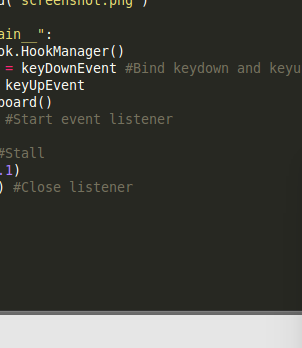 screenshot.png")
ain__":
ok.HookManager()
= keyDownEvent #Bind keydown and keyu
keyUpEvent
board()
#Start event listener
#Stall
.1)
) #Close listener